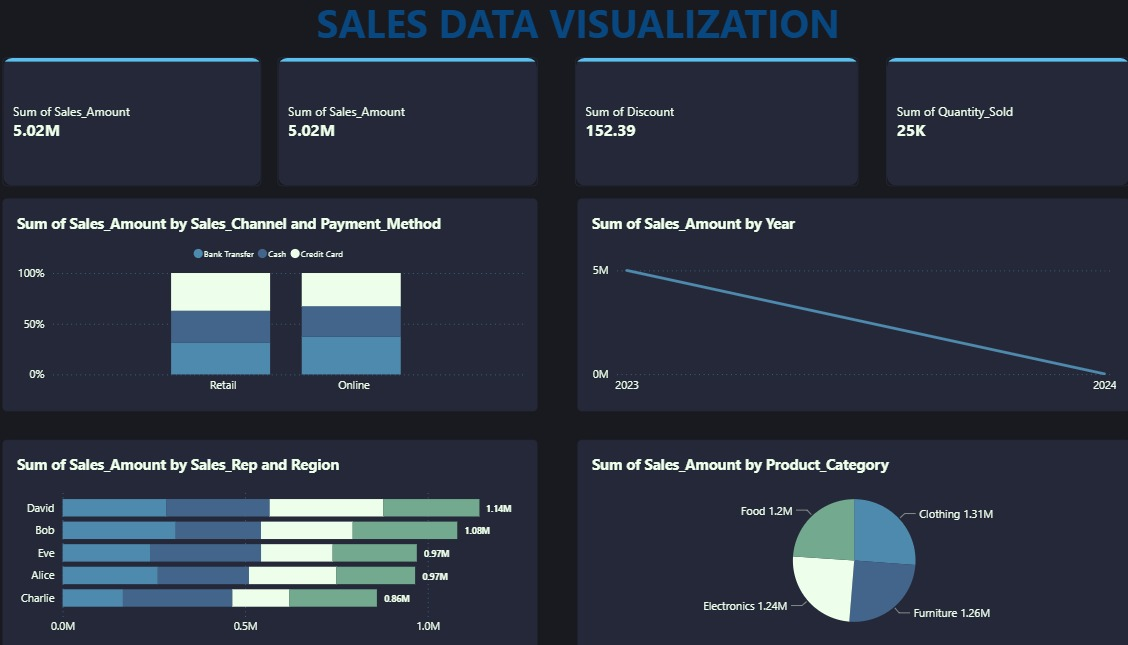 SALES DATA VISUALIZATION
Sum of Sales_Amount
5.02M
Sum of Sales_Amount
5.02M
Sum of Discount
152.39
Sum of Quantity_Sold
25K
Sum of Sales_Amount by Sales_Channel and Payment_Method
Bank Transfer Cash Credit Card
100%
50%
0%
Retail Online
Sum of Sales_Amount by Year
5M
0M
2023 2024
Sum of Sales_Amount by Sales_Rep and Region
David 1.14M
Bob 1.08M
Eve 0.97M
Alice 0.97M
Charlie 0.86M
0.0M 0.5M 1.0M
Sum of Sales_Amount by Product_Category
Food 1.2M Clothing 1.31M
Electronics 1.24M
Furniture 1.26M